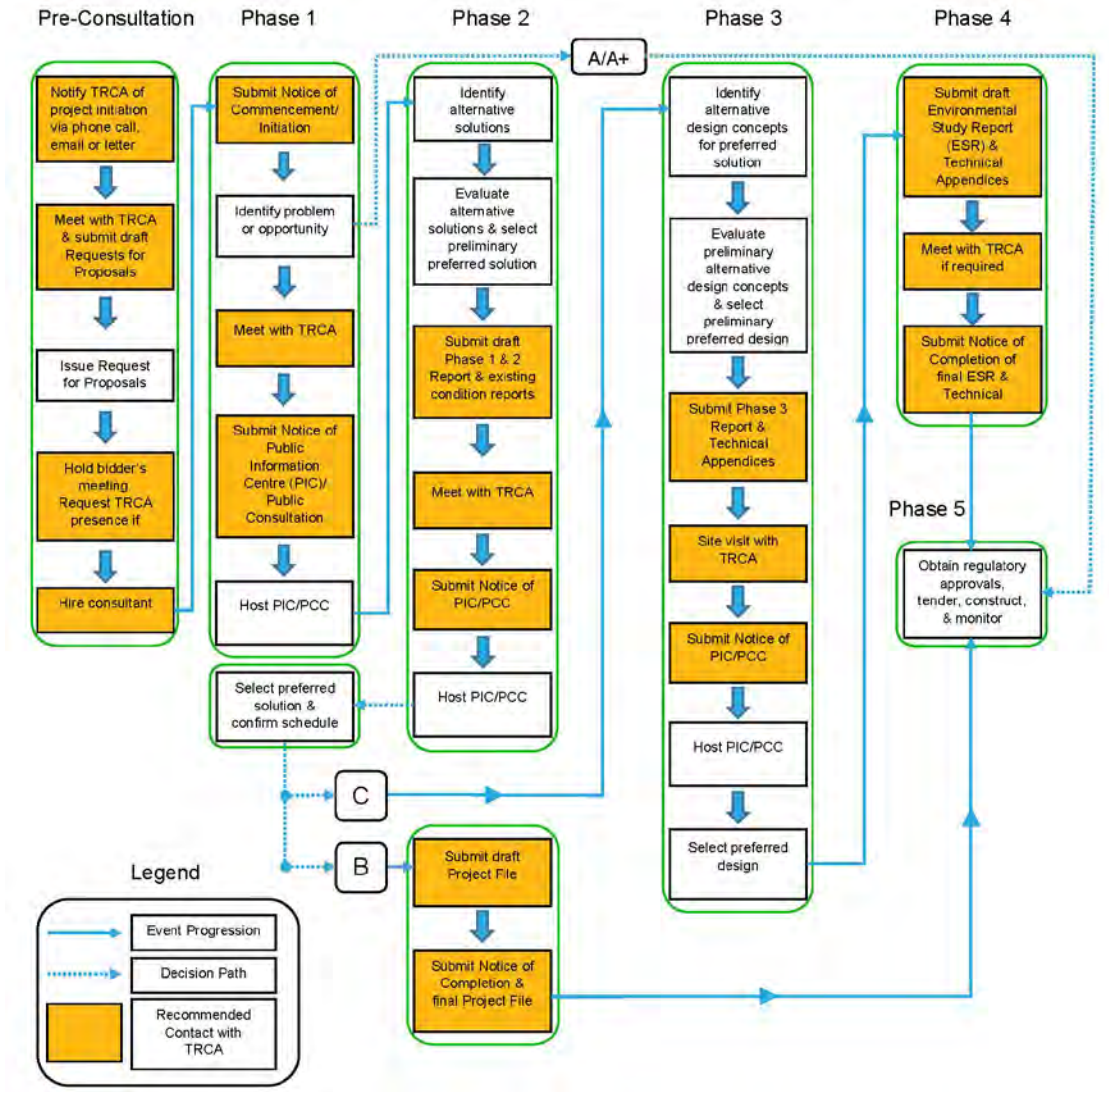 Pre-Consultation
Notify TRCA of
project initiation
via phone call,
email or letter
Meet with TRCA
& submit draft
Requests for
Proposals
Issue Request
for Proposals
Hold bidder's
meeting
Request TRCA
presence if
Hire consultant
Phase 1
Submit Notice of
Commencement/
Initiation
Identify problem
or opportunity
Meet with TRCA
Submit Notice of
Public
Information
Centre (PIC)/
Public
Consultation
Host PIC/PCC
Select preferred
solution &
confirm schedule
Phase 2
Identify
alternative
solutions
Evaluate
alternative
solutions & select
preliminary
preferred solution
Submit draft
Phase 1 & 2
Report & existing
condition reports
Meet with TRCA
Submit Notice of
PIC/PCC
Host PIC/PCC
A/A+
C
B
Submit draft
Project File
Submit Notice of
Completion &
final Project File
Phase 3
Identify
alternative
design concepts
for preferred
solution
Evaluate
preliminary
alternative
design concepts
& select
preliminary
preferred design
Submit Phase 3
Report &
Technical
Appendices
Site visit with
TRCA
Submit Notice of
PIC/PCC
Host PIC/PCC
Select preferred
design
Phase 4
Submit draft
Environmental
Study Report
(ESR) &
Technical
Appendices
Meet with TRCA
if required
Submit Notice of
Completion of
final ESR &
Technical
Phase 5
Obtain regulatory
approvals,
tender, construct,
& monitor
Legend
Event Progression
Decision Path
Recommended
Contact with
TRCA